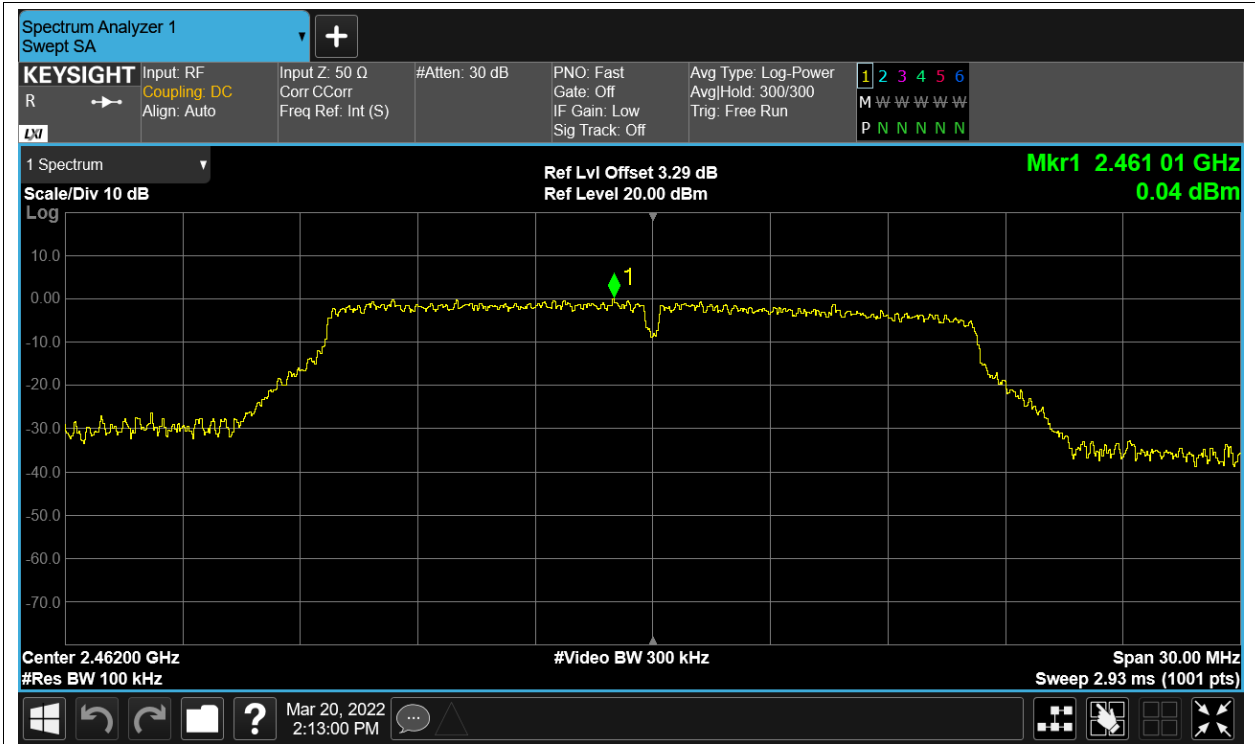 Spectrum Analyzer 1
Swept SA
KEYSIGHT
R
LXI
Input: RF
Coupling: DC
Align: Auto
Input Z: 50 Ω
Corr CCorr
Freq Ref: Int (S)
#Atten: 30 dB
PNO: Fast
Gate: Off
IF Gain: Low
Sig Track: Off
Avg Type: Log-Power
Avg|Hold: 300/300
Trig: Free Run
1 2 3 4 5 6
M W W W W W
P N N N N N
1 Spectrum
Scale/Div 10 dB
Ref Lvl Offset 3.29 dB
Ref Level 20.00 dBm
Mkr1 2.461 01 GHz
0.04 dBm
Log
10.0
0.00
-10.0
-20.0
-30.0
-40.0
-50.0
-60.0
-70.0
1
Center 2.46200 GHz
#Res BW 100 kHz
#Video BW 300 kHz
Span 30.00 MHz
Sweep 2.93 ms (1001 pts)
?
Mar 20, 2022
2:13:00 PM